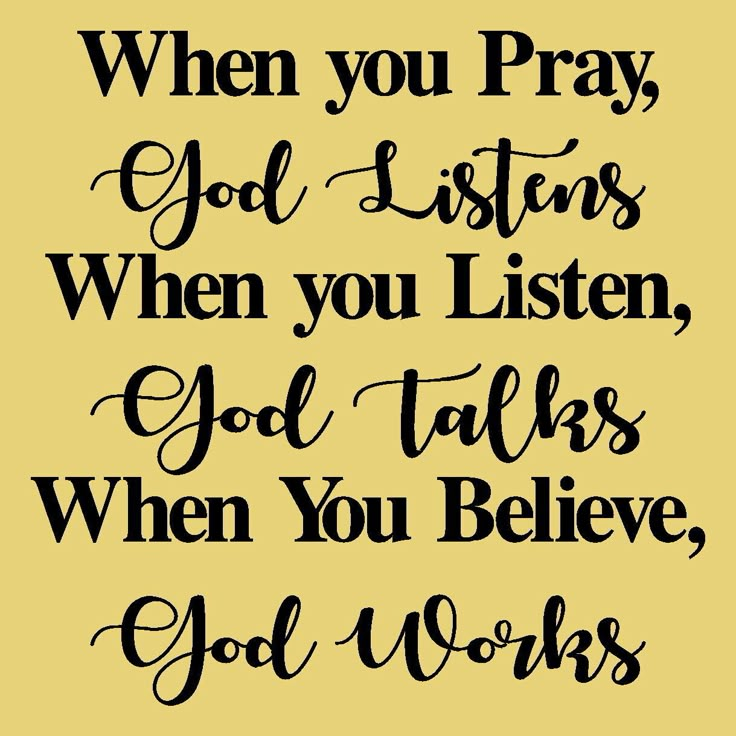 When you Pray,
God Listens
When you Listen,
God Talks
When You Believe,
God Works